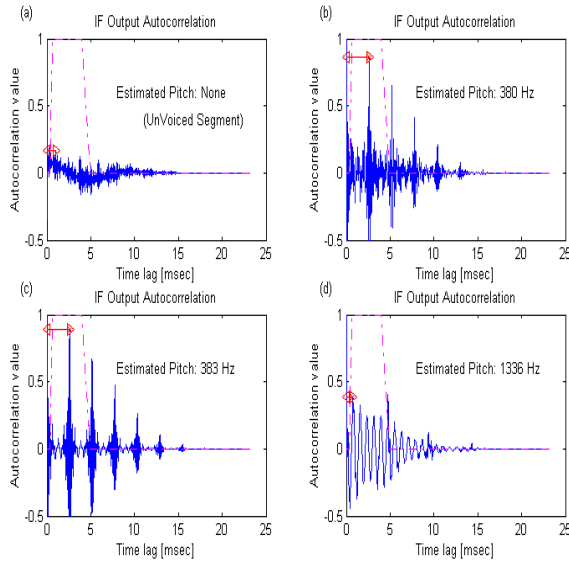 (a)
IF Output Autocorrelation
Autocorrelation v alue
1
0.5
0
-0.5
Estimated Pitch: None
(UnVoiced Segment)
0 5 10 15 20 25
Time lag [msec]
(b)
IF Output Autocorrelation
Autocorrelation v alue
1
0.5
0
-0.5
Estimated Pitch: 380 Hz
0 5 10 15 20 25
Time lag [msec]
(c)
IF Output Autocorrelation
Autocorrelation v alue
1
0.5
0
-0.5
Estimated Pitch: 383 Hz
0 5 10 15 20 25
Time lag [msec]
(d)
IF Output Autocorrelation
Autocorrelation v alue
1
0.5
0
-0.5
Estimated Pitch: 1336 Hz
0 5 10 15 20 25
Time lag [msec]